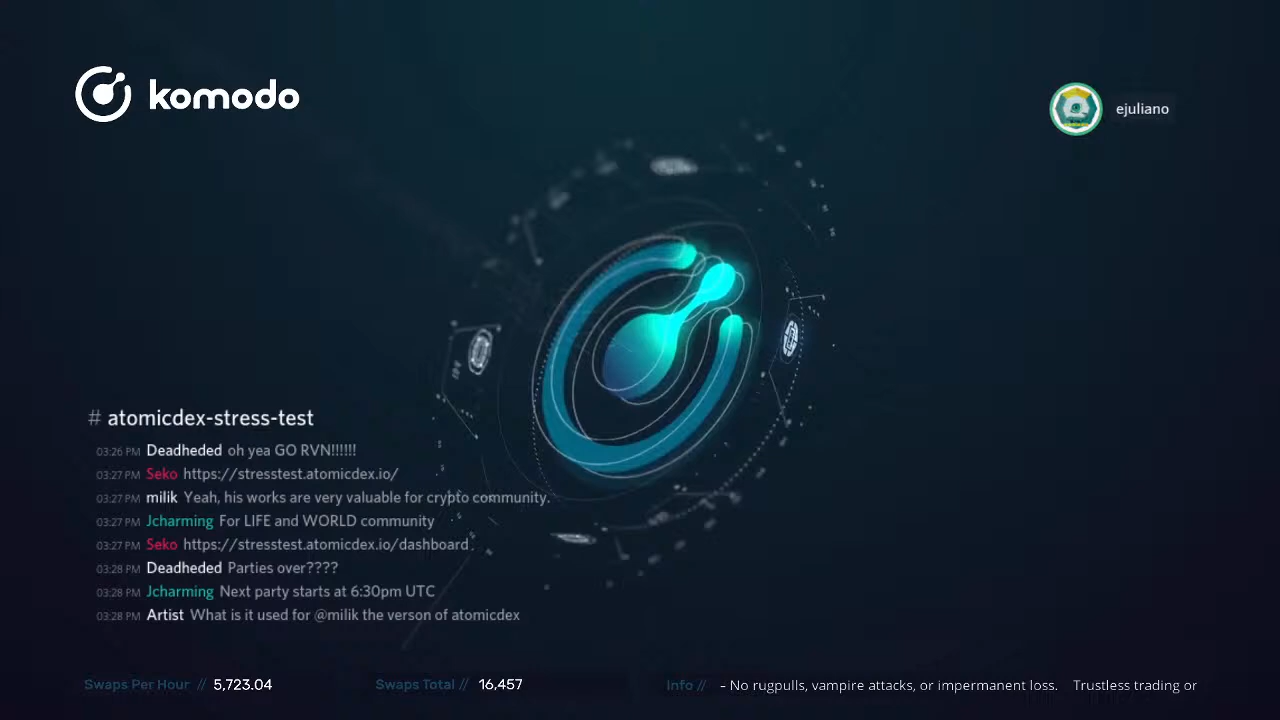 komodo
ejuliano
# atomicdex-stress-test
03:26 PM Deadheded oh yea GO RVN!!!!!!
03:27 PM Seko https://stresstest.atomicdex.io/
03:27 PM milik Yeah, his works are very valuable for crypto community.
03:27 PM Jcharming For LIFE and WORLD community
03:27 PM Seko https://stresstest.atomicdex.io/dashboard
03:28 PM Deadheded Parties over????
03:28 PM Jcharming Next party starts at 6:30pm UTC
03:28 PM Artist What is it used for @milik the verson of atomicdex
Swaps Per Hour // 5,723.04 Swaps Total // 16,457 Info // – No rugpulls, vampire attacks, or impermanent loss. Trustless trading or